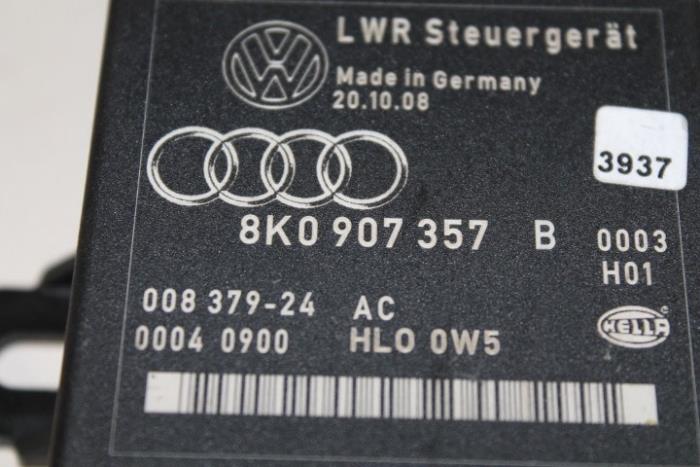 LWR Steuergerät
Made in Germany
20.10.08
3937
8K0 907 357 B 0003
H01
008 379-24 AC
0004 0900 HLO 0W5
HELLA